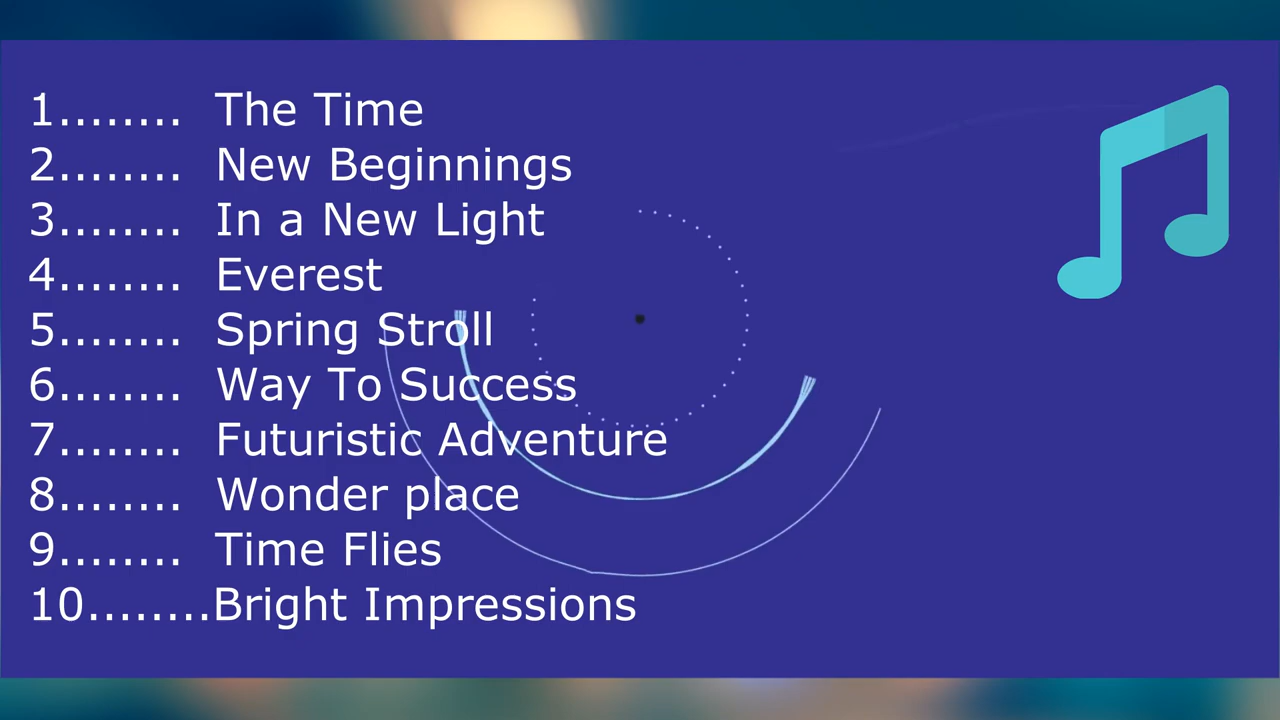 1........ The Time
2........ New Beginnings
3........ In a New Light
4........ Everest
5........ Spring Stroll
6........ Way To Success
7........ Futuristic Adventure
8........ Wonder place
9........ Time Flies
10........Bright Impressions